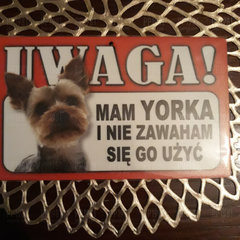 UWAGA!
MAM YORKA
I NIE ZAWAHAM
SIĘ GO UŻYĆ